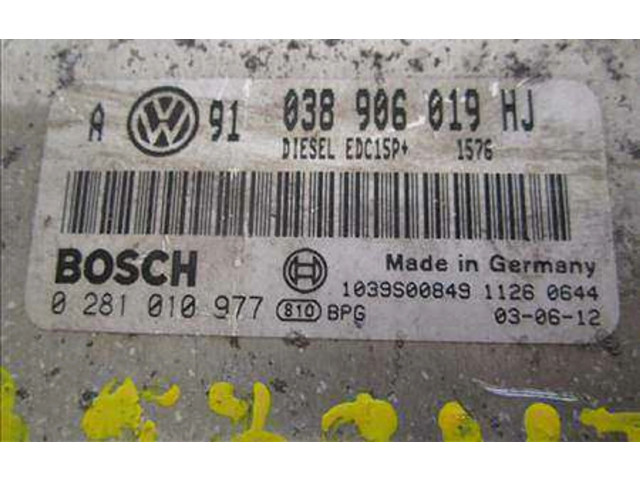 A VW 91 038 906 019 HJ
DIESEL EDC15P+ 1576
BOSCH
Made in Germany
1039S00849 1126 0644
0 281 010 977 810 BPG
03-06-12